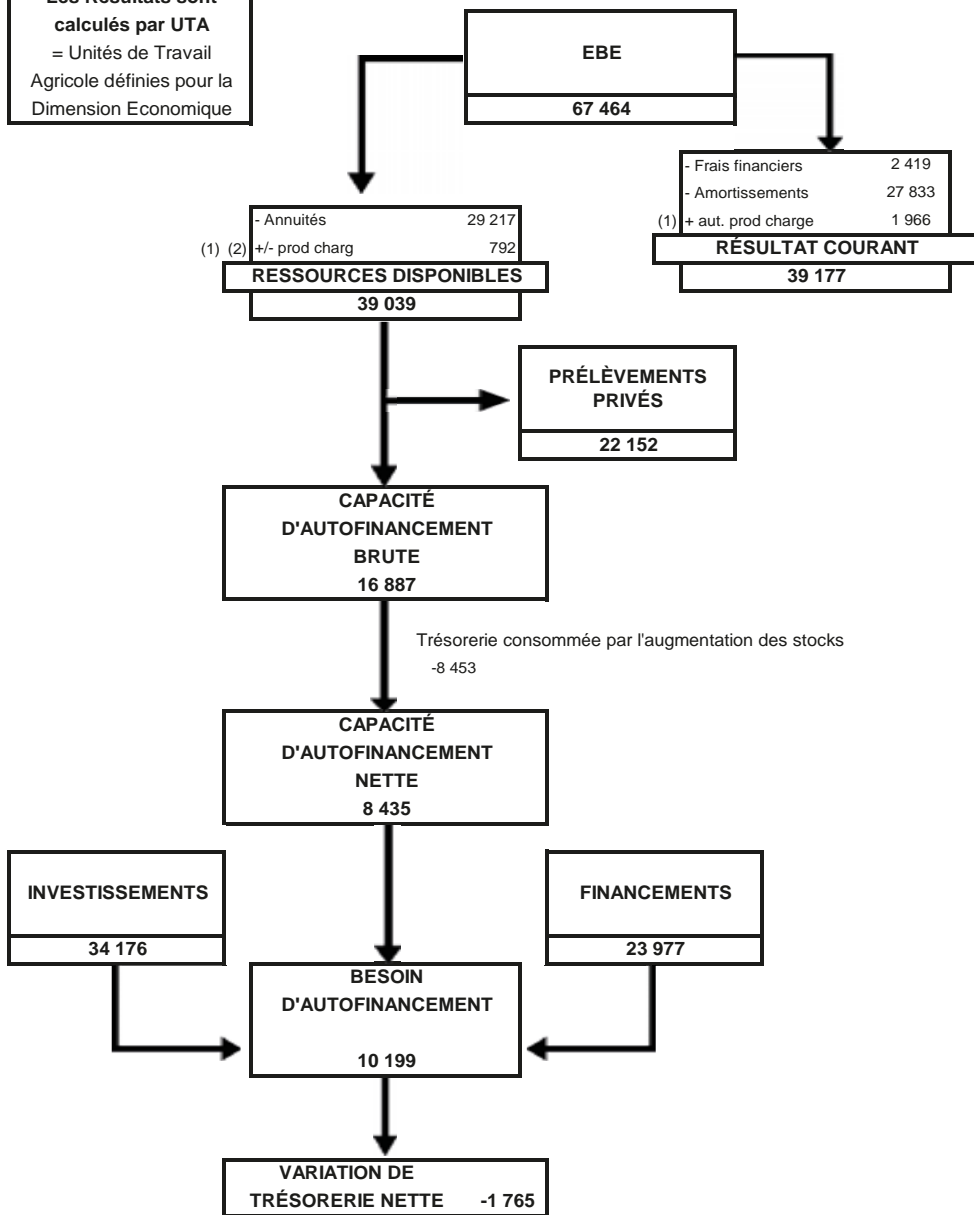 Les Résultats sont
calculés par UTA
= Unités de Travail
Agricole définies pour la
Dimension Economique
EBE
67 464
- Frais financiers 2 419
- Amortissements 27 833
(1) + aut. prod charge 1 966
RÉSULTAT COURANT
39 177
- Annuités 29 217
(1) (2) +/- prod charg 792
RESSOURCES DISPONIBLES
39 039
PRÉLÈVEMENTS
PRIVÉS
22 152
CAPACITÉ
D'AUTOFINANCEMENT
BRUTE
16 887
Trésorerie consommée par l'augmentation des stocks
-8 453
CAPACITÉ
D'AUTOFINANCEMENT
NETTE
8 435
INVESTISSEMENTS
34 176
FINANCEMENTS
23 977
BESOIN
D'AUTOFINANCEMENT
10 199
VARIATION DE
TRÉSORERIE NETTE -1 765